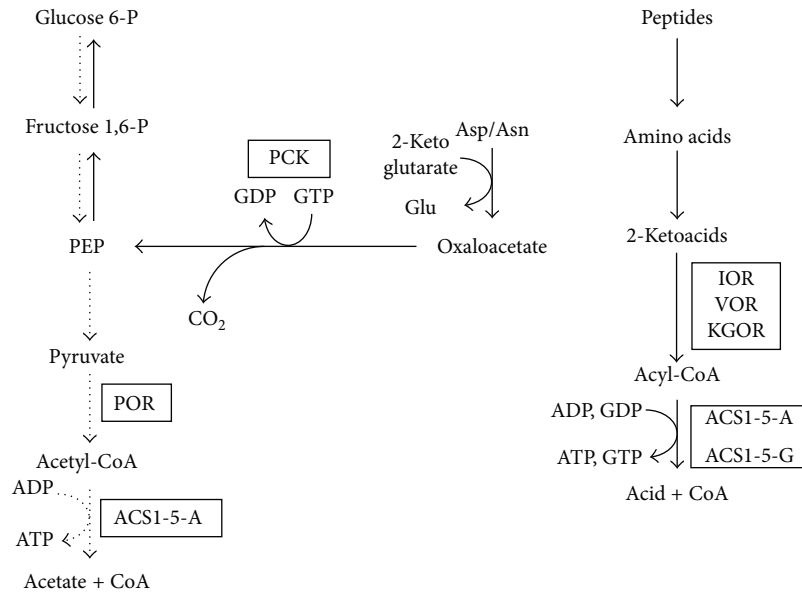 Glucose 6-P
Fructose 1,6-P
PEP
Pyruvate
POR
Acetyl-CoA
ADP
ACS1-5-A
ATP
Acetate + CoA
PCK
GDP GTP
CO₂
Asp/Asn
2-Keto
glutarate
Glu
Oxaloacetate
Peptides
Amino acids
2-Ketoacids
IOR
VOR
KGOR
Acyl-CoA
ADP, GDP
ACS1-5-A
ATP, GTP
ACS1-5-G
Acid + CoA